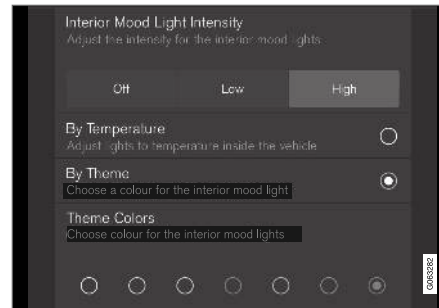 Interior Mood Light Intensity
Adjust the intensity for the interior mood lights
Off Low High
By Temperature
Adjust lights to temperature inside the vehicle
By Theme
Choose a colour for the interior mood light
Theme Colors
Choose colour for the interior mood lights
G063282